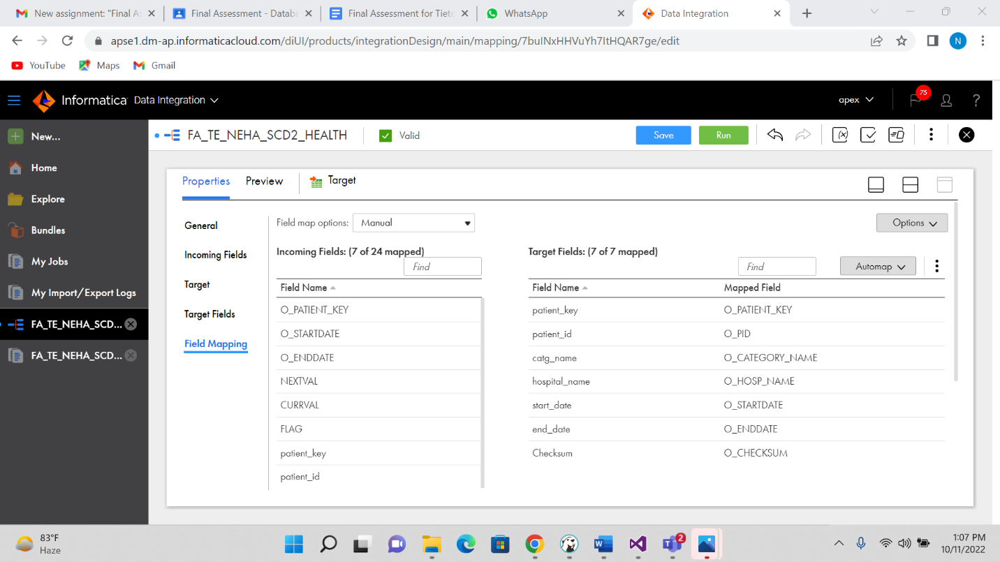 New assignment: "Final As
Final Assessment - Databa
Final Assessment for Tieto
WhatsApp
Data Integration
apse1.dm-ap.informaticacloud.com/diUI/products/integrationDesign/main/mapping/7buINxHHVuYh7ItHQAR7ge/edit
N
YouTube
Maps
Gmail
Informatica Data Integration
apex
75
New...
Home
Explore
Bundles
My Jobs
My Import/Export Logs
FA_TE_NEHA_SCD...
FA_TE_NEHA_SCD...
FA_TE_NEHA_SCD2_HEALTH
Valid
Save
Run
Properties
Preview
Target
General
Incoming Fields
Target
Target Fields
Field Mapping
Field map options:
Manual
Options
Incoming Fields: (7 of 24 mapped)
Find
Field Name
O_PATIENT_KEY
O_STARTDATE
O_ENDDATE
NEXTVAL
CURRVAL
FLAG
patient_key
patient_id
Target Fields: (7 of 7 mapped)
Find
Automap
Field Name Mapped Field
patient_key O_PATIENT_KEY
patient_id O_PID
catg_name O_CATEGORY_NAME
hospital_name O_HOSP_NAME
start_date O_STARTDATE
end_date O_ENDDATE
Checksum O_CHECKSUM
83°F
Haze
2
1:07 PM
10/11/2022